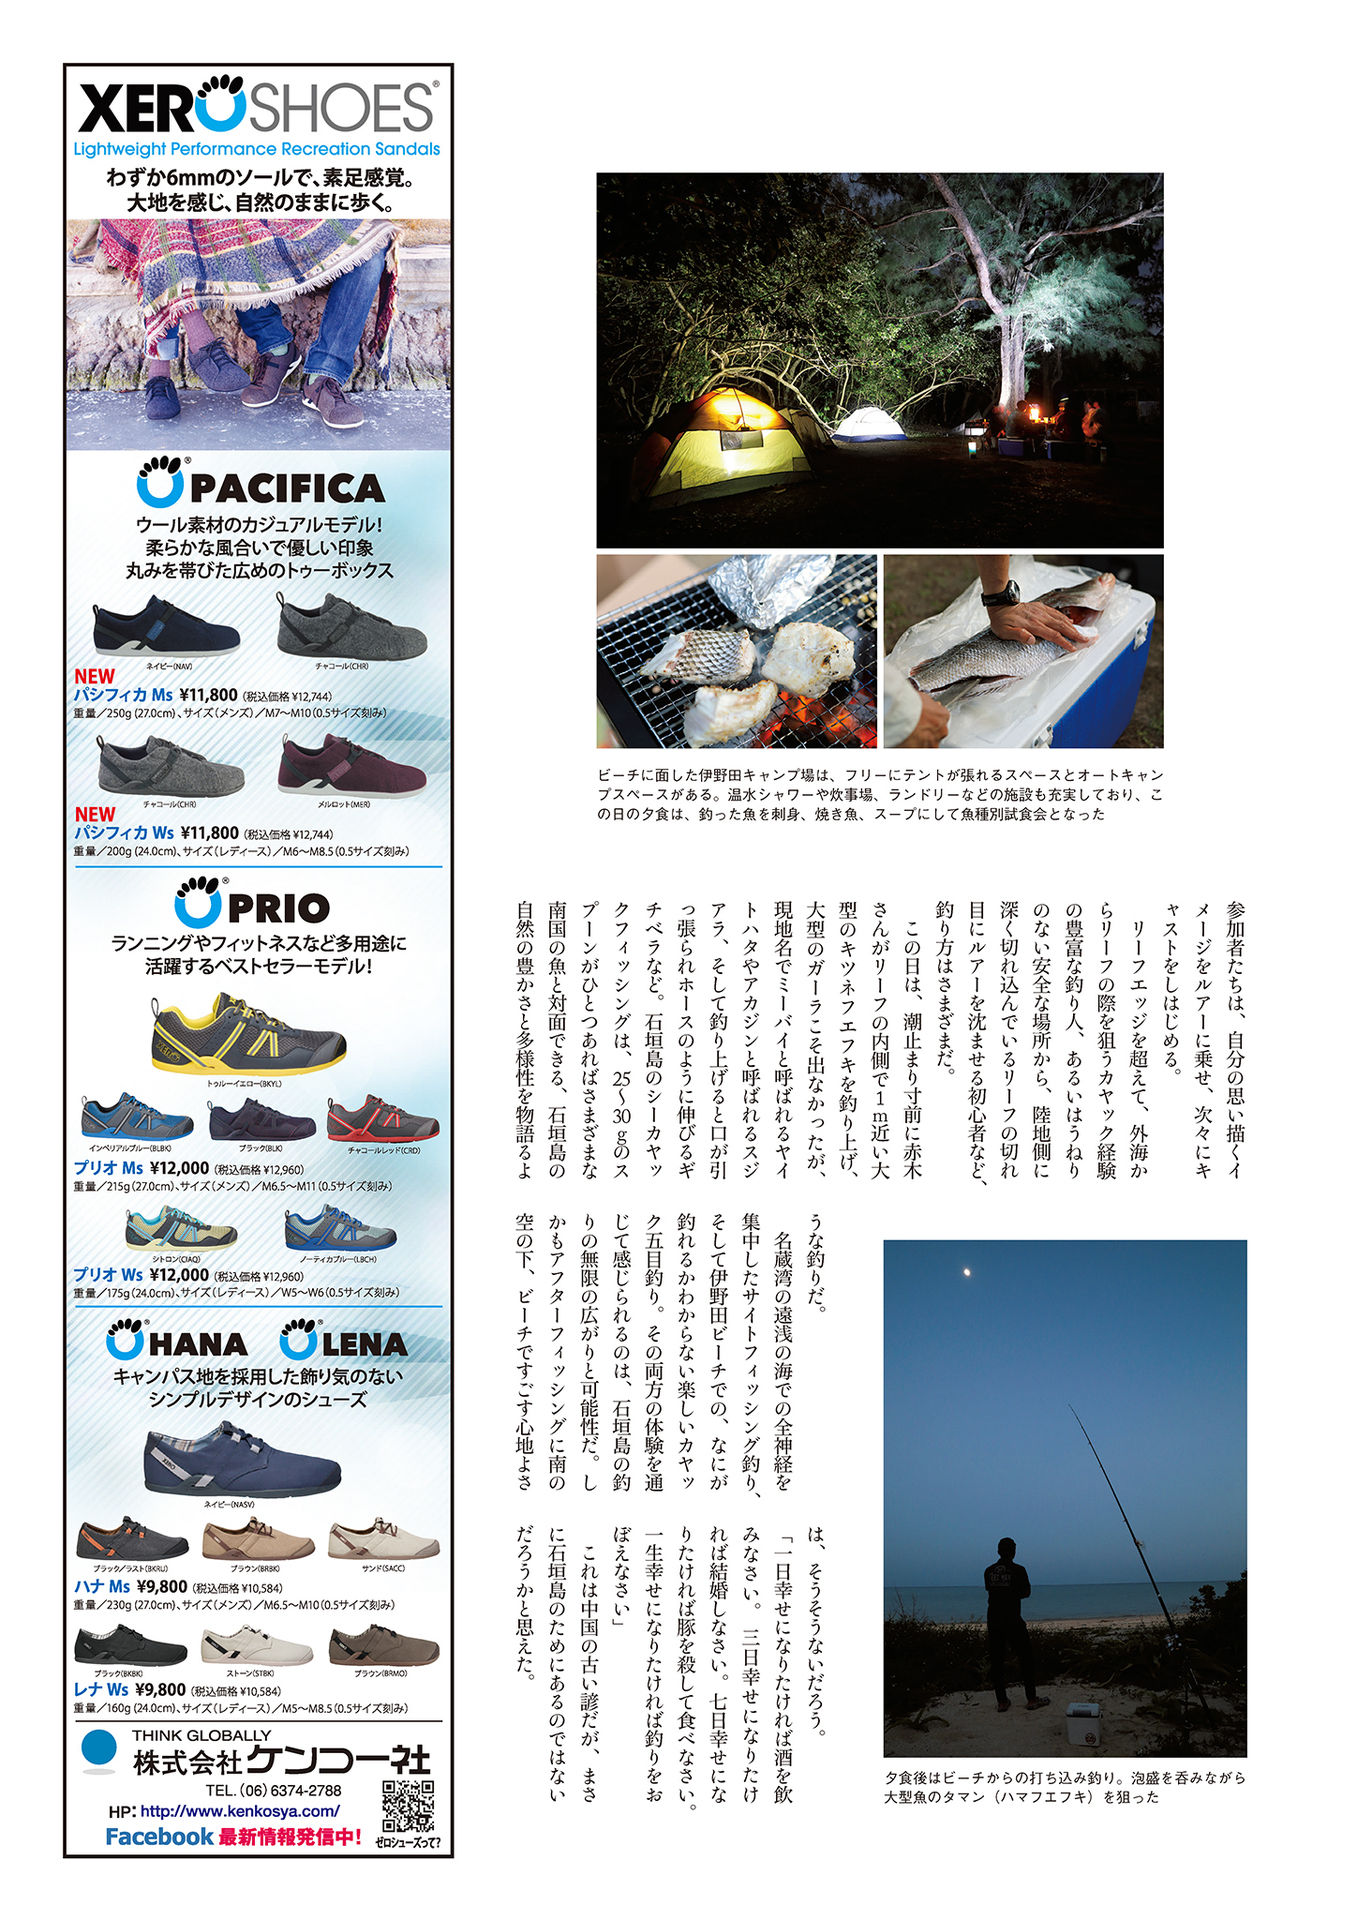 XEROSHOES®
Lightweight Performance Recreation Sandals
わずか6mmのソールで、素足感覚。
大地を感じ、自然のままに歩く。
PACIFICA
ウール素材のカジュアルモデル!
柔らかな風合いで優しい印象
丸みを帯びた広めのトゥーボックス
ネイビー(NAV)
チャコール(CHR)
NEW
パシフィカ Ms ¥11,800(税込価格 ¥12,744)
重量/250g (27.0cm)、サイズ(メンズ)/M7〜M10(0.5サイズ刻み)
チャコール(CHR)
メルロット(MER)
NEW
パシフィカ Ws ¥11,800(税込価格 ¥12,744)
重量/200g (24.0cm)、サイズ(レディース)/M6〜M8.5(0.5サイズ刻み)
PRIO
ランニングやフィットネスなど多用途に
活躍するベストセラーモデル!
トゥルーイエロー(BKYL)
インペリアルブルー(BLBK)
ブラック(BLK)
チャコールレッド(CRD)
プリオ Ms ¥12,000(税込価格 ¥12,960)
重量/215g (27.0cm)、サイズ(メンズ)/M6.5〜M11(0.5サイズ刻み)
シトロン(CIAQ)
ノーティカブルー(LBCH)
プリオ Ws ¥12,000(税込価格 ¥12,960)
重量/175g (24.0cm)、サイズ(レディース)/W5〜W6(0.5サイズ刻み)
HANA LENA
キャンパス地を採用した飾り気のない
シンプルデザインのシューズ
ネイビー(NASV)
ブラック/ラスト(BKRU)
ブラウン(BRBK)
サンド(SACC)
ハナ Ms ¥9,800(税込価格 ¥10,584)
重量/230g (27.0cm)、サイズ(メンズ)/M6.5〜M10(0.5サイズ刻み)
ブラック(BKBK)
ストーン(STBK)
ブラウン(BRMO)
レナ Ws ¥9,800(税込価格 ¥10,584)
重量/160g (24.0cm)、サイズ(レディース)/M5〜M8.5(0.5サイズ刻み)
THINK GLOBALLY
株式会社ケンコー社
TEL.(06)6374-2788
HP: http://www.kenkosya.com/
Facebook 最新情報発信中!
ゼロシューズって?
ビーチに面した伊野田キャンプ場は、フリーにテントが張れるスペースとオートキャン
プスペースがある。温水シャワーや炊事場、ランドリーなどの施設も充実しており、こ
の日の夕食は、釣った魚を刺身、焼き魚、スープにして魚種別試食会となった
参加者たちは、自分の思い描くイ
メージをルアーに乗せ、次々にキ
ャストをしはじめる。
リーフエッジを超えて、外海か
らリーフの際を狙うカヤック経験
の豊富な釣り人、あるいはうねり
のない安全な場所から、陸地側に
深く切れ込んでいるリーフの切れ
目にルアーを沈ませる初心者など、
釣り方はさまざまだ。
この日は、潮止まり寸前に赤木
さんがリーフの内側で1m近い大
型のキツネフエフキを釣り上げ、
大型のガーラこそ出なかったが、
現地名でミーバイと呼ばれるヤイ
トハタやアカジンと呼ばれるスジ
アラ、そして釣り上げると口が引
っ張られホースのように伸びるギ
チベラなど。石垣島のシーカヤッ
クフィッシングは、25〜30gのス
プーンがひとつあればさまざまな
南国の魚と対面できる、石垣島の
自然の豊かさと多様性を物語るよ
うな釣りだ。
名蔵湾の遠浅の海での全神経を
集中したサイトフィッシング釣り、
そして伊野田ビーチでの、なにが
釣れるかわからない楽しいカヤッ
ク五目釣り。その両方の体験を通
じて感じられるのは、石垣島の釣
りの無限の広がりと可能性だ。し
かもアフターフィッシングに南の
空の下、ビーチですごす心地よさ
は、そうそうないだろう。
「一日幸せになりたければ酒を飲
みなさい。三日幸せになりたけ
れば結婚しなさい。七日幸せにな
りたければ豚を殺して食べなさい。
一生幸せになりたければ釣りをお
ぼえなさい」
これは中国の古い諺だが、まさ
に石垣島のためにあるのではない
だろうかと思えた。
夕食後はビーチからの打ち込み釣り。泡盛を呑みながら
大型魚のタマン(ハマフエフキ)を狙った